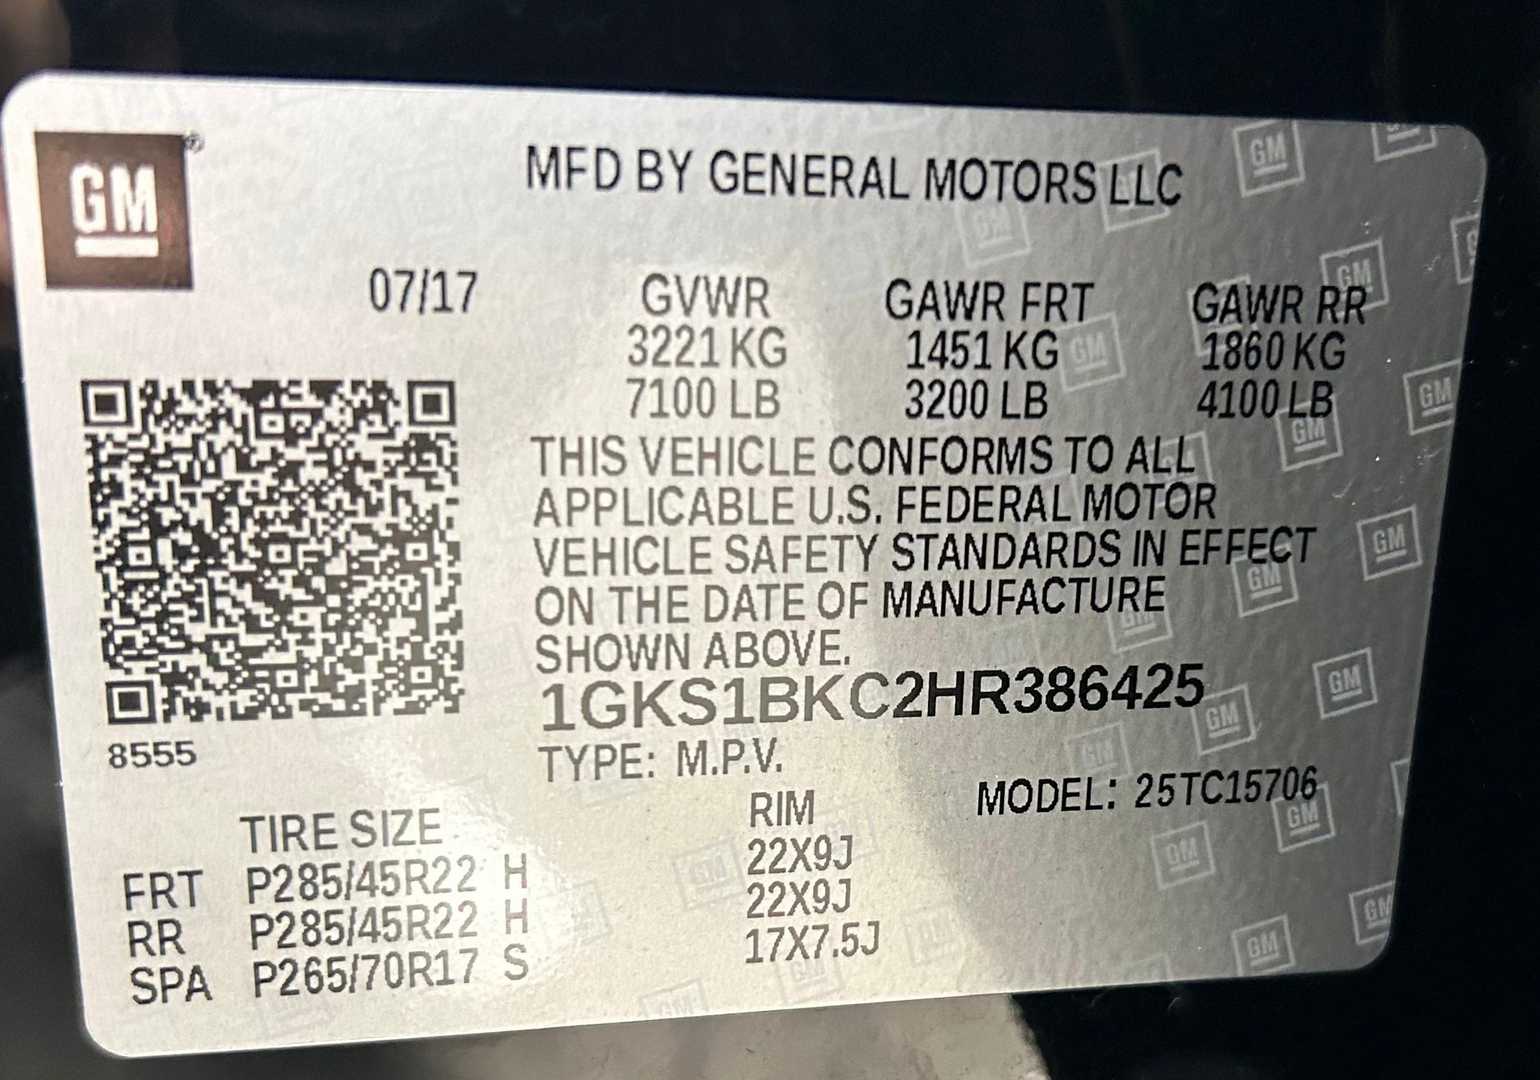 GM
MFD BY GENERAL MOTORS LLC
07/17
GVWR GAWR FRT GAWR RR
3221 KG 1451 KG 1860 KG
7100 LB 3200 LB 4100 LB
THIS VEHICLE CONFORMS TO ALL
APPLICABLE U.S. FEDERAL MOTOR
VEHICLE SAFETY STANDARDS IN EFFECT
ON THE DATE OF MANUFACTURE
SHOWN ABOVE.
1GKS1BKC2HR386425
8555
TYPE: M.P.V.
MODEL: 25TC15706
TIRE SIZE RIM
FRT P285/45R22 H 22X9J
RR P285/45R22 H 22X9J
SPA P265/70R17 S 17X7.5J